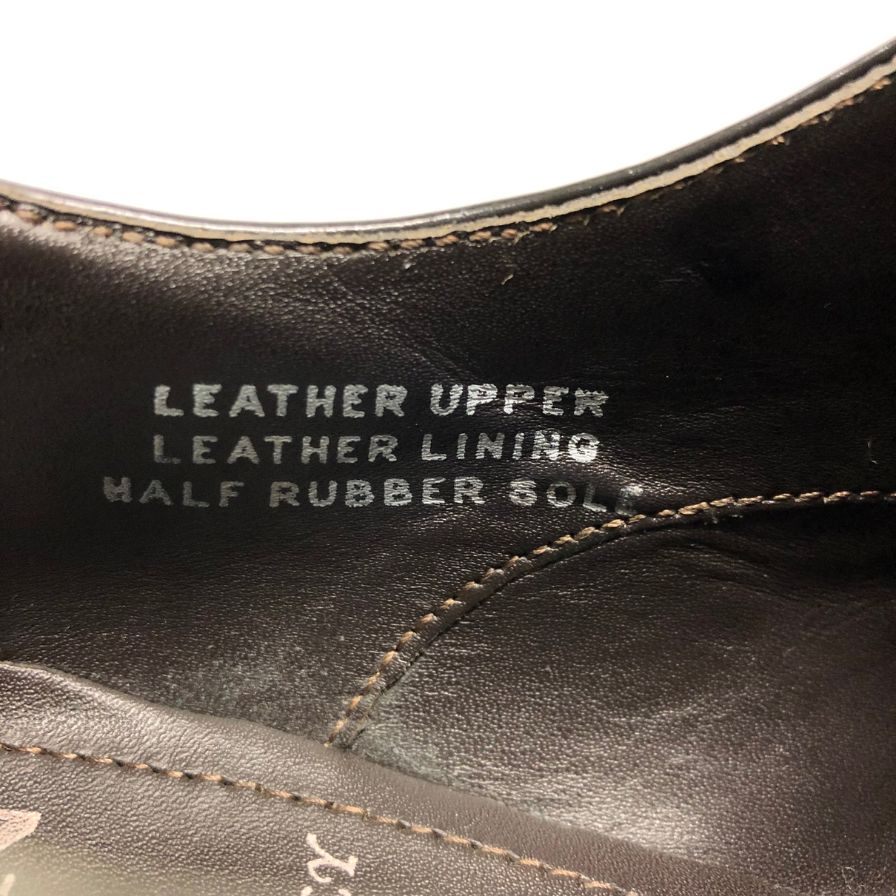 LEATHER UPPER
LEATHER LINING
HALF RUBBER SOLE